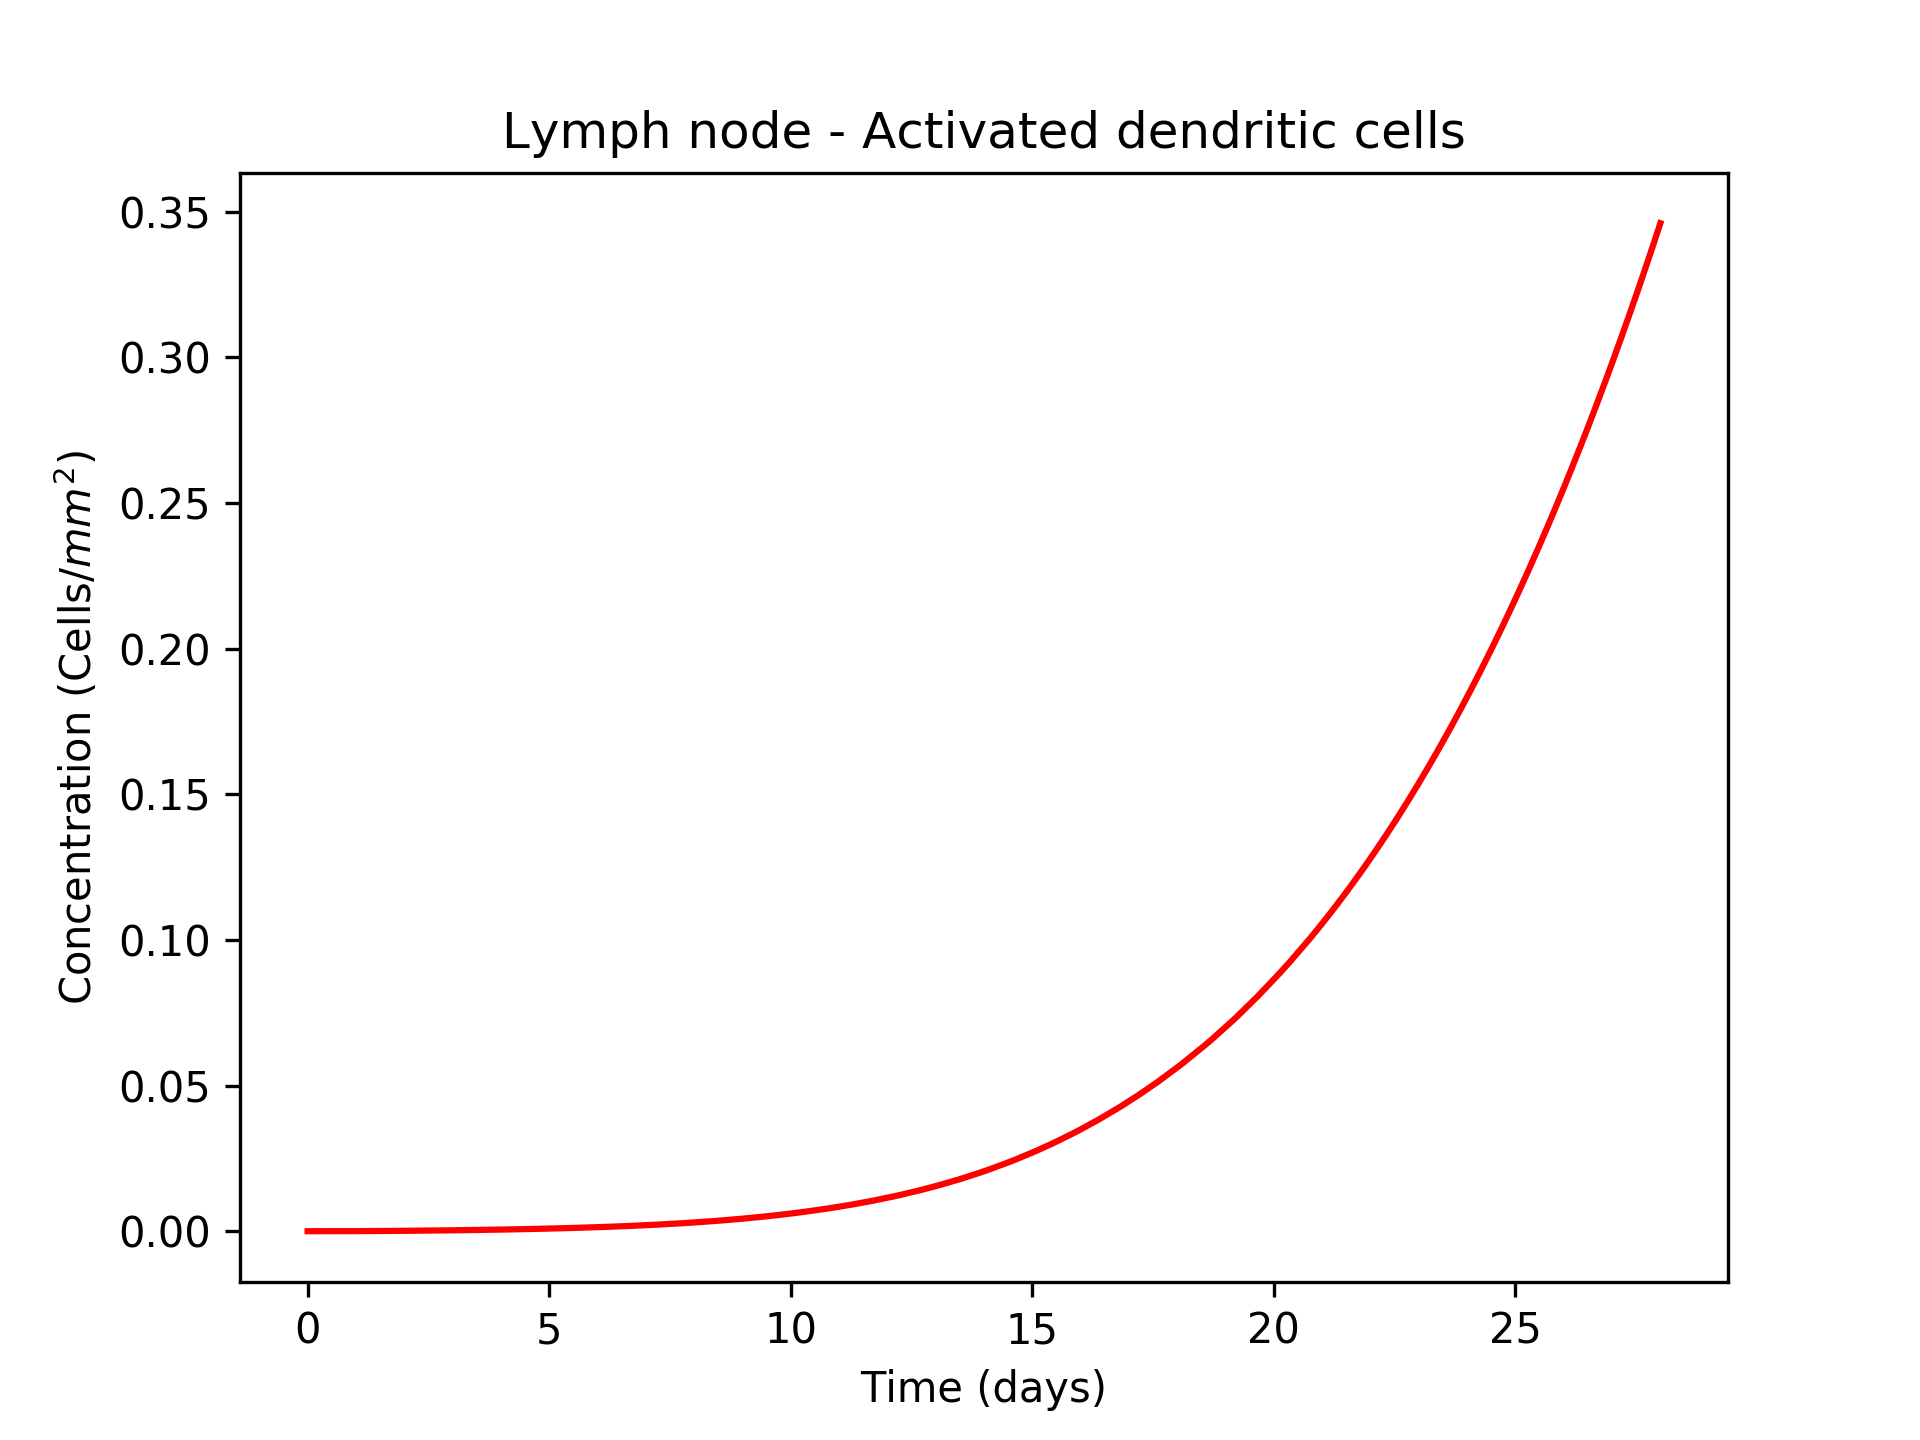 Lymph node - Activated dendritic cells
Concentration (Cells/mm²)
0.35
0.30
0.25
0.20
0.15
0.10
0.05
0.00
0 5 10 15 20 25
Time (days)